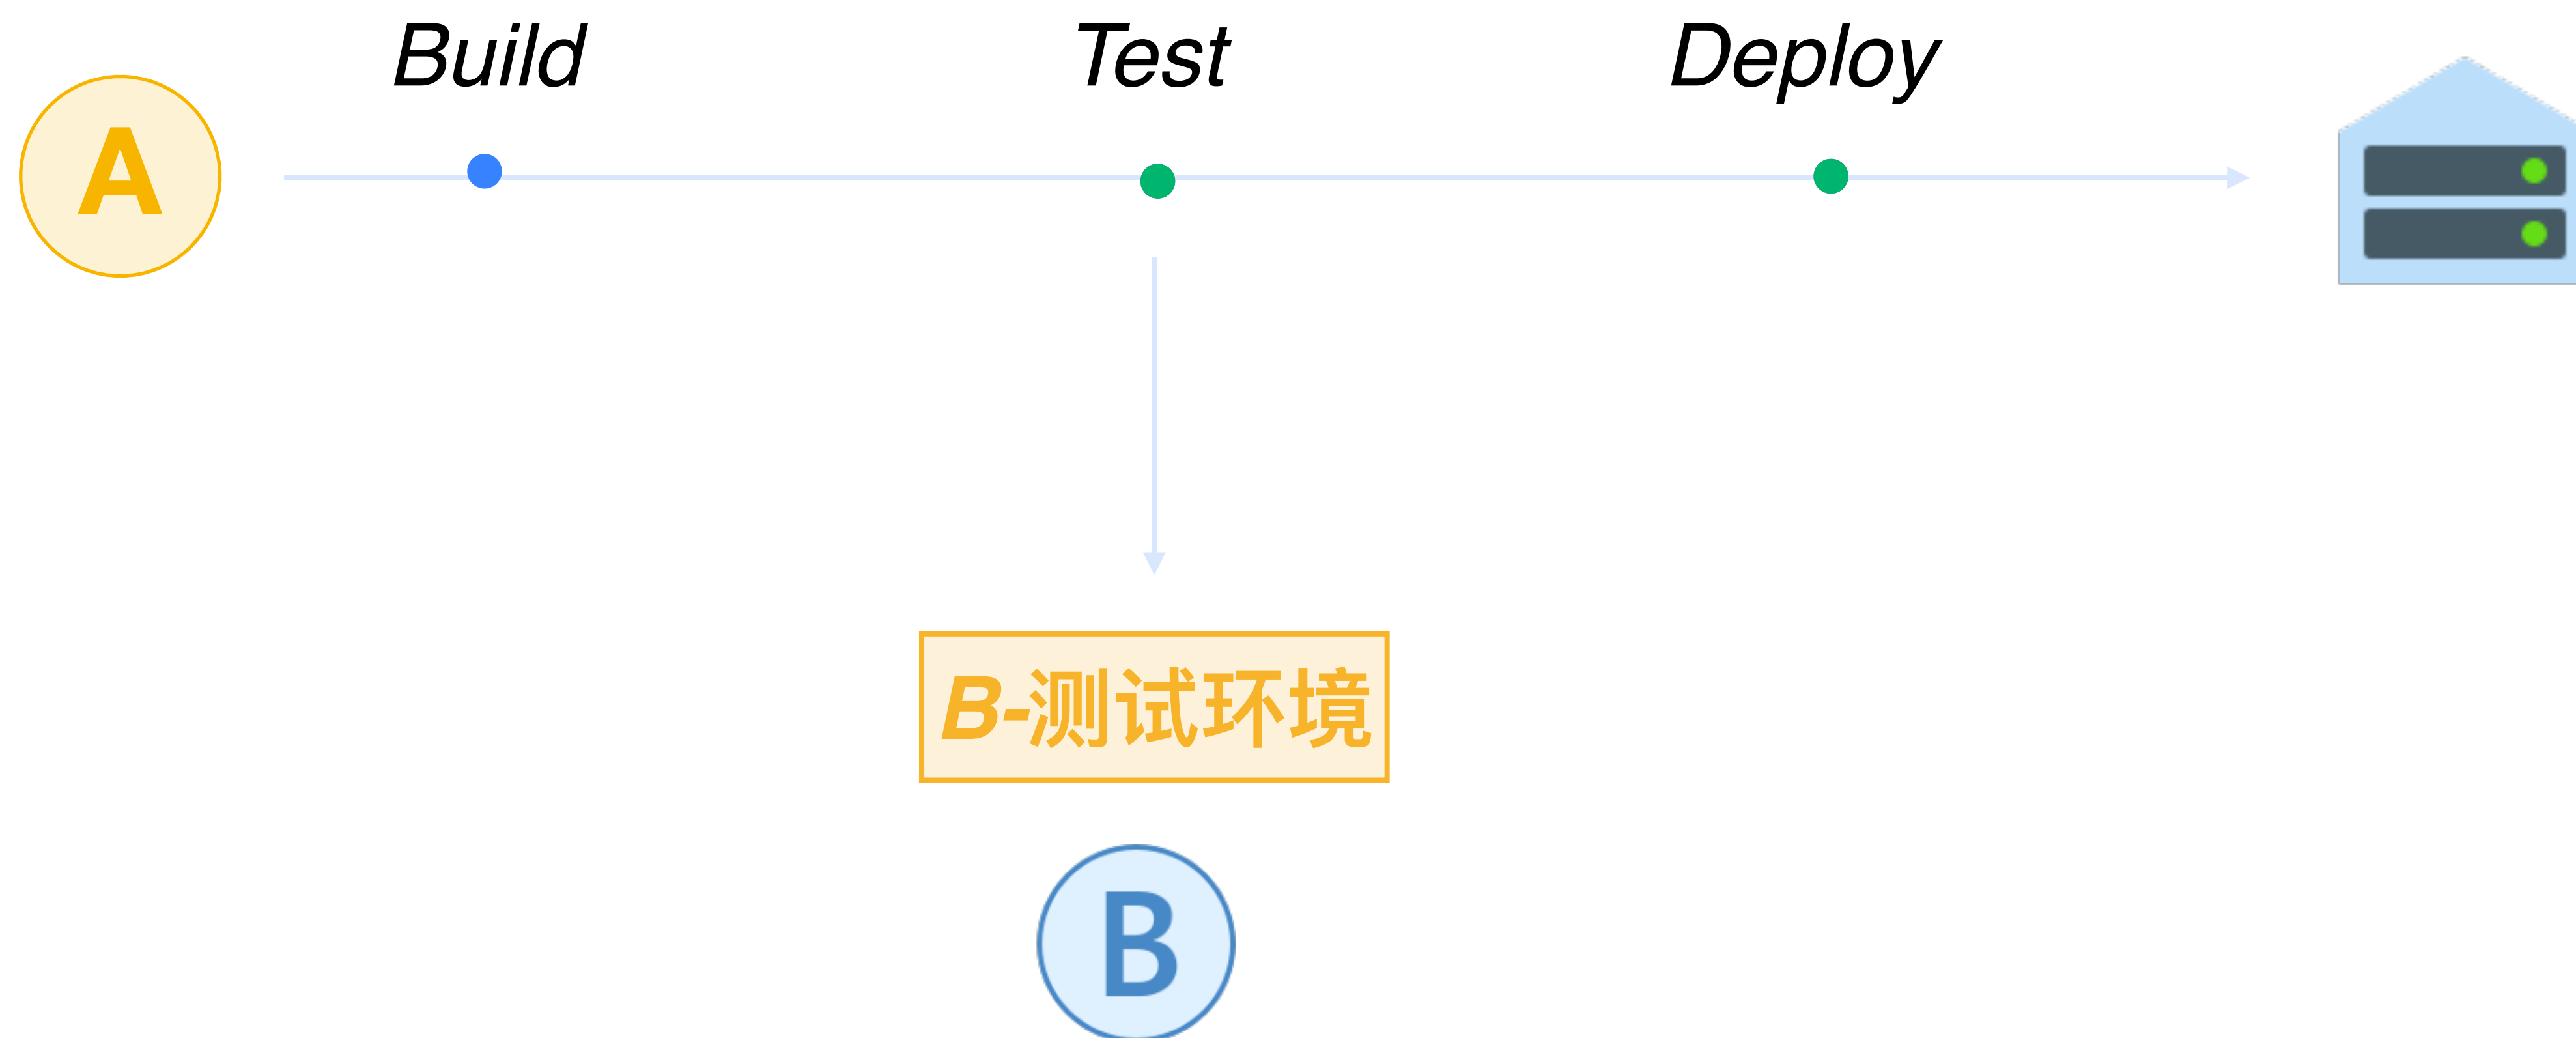 Build
Test
Deploy
A
B-测试环境
B